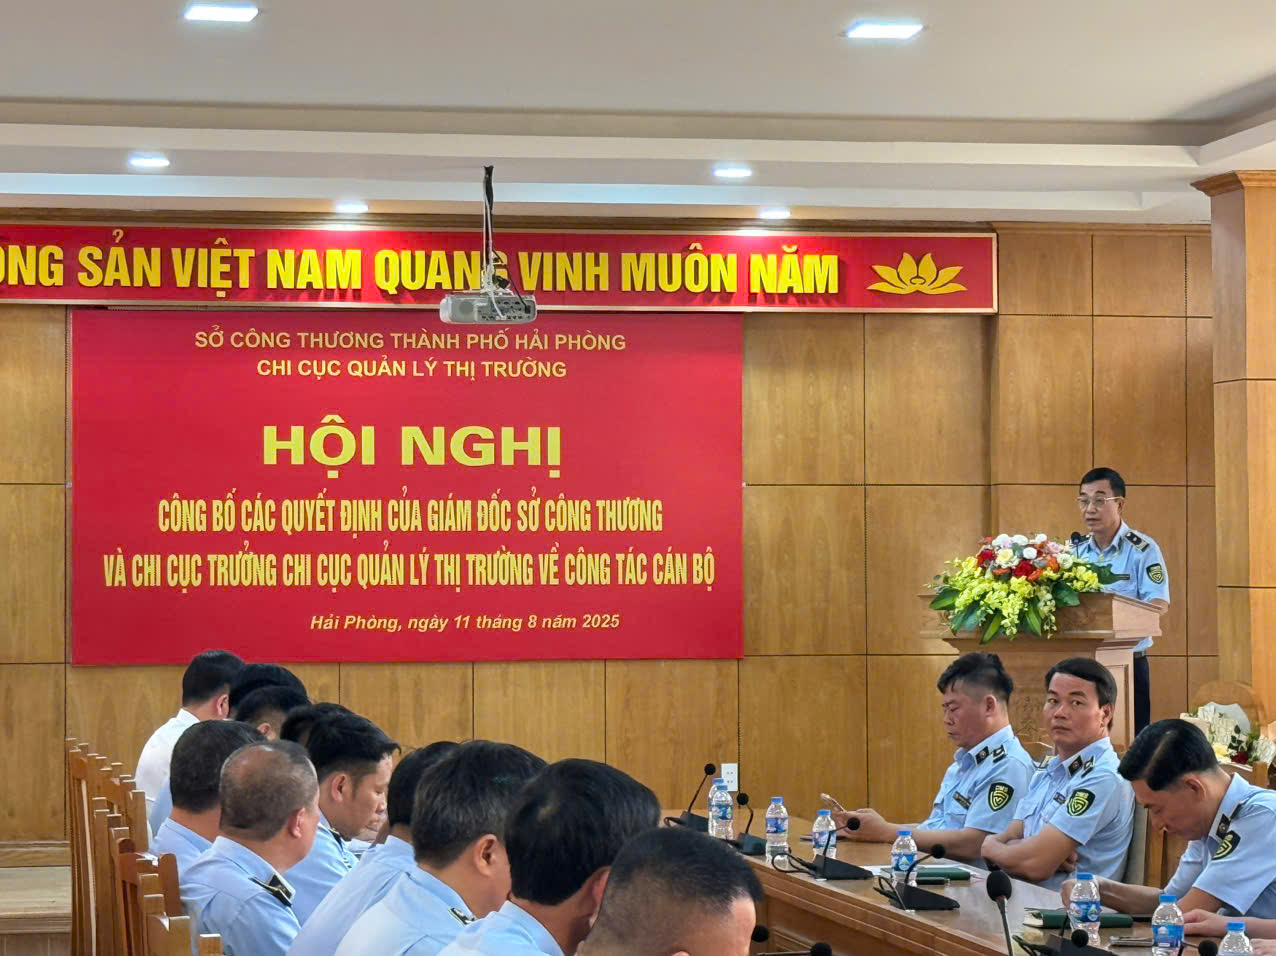 SẢN VIỆT NAM QUANG VINH MUÔN NĂM
SỞ CÔNG THƯƠNG THÀNH PHỐ HẢI PHÒNG
CHI CỤC QUẢN LÝ THỊ TRƯỜNG
HỘI NGHỊ
CÔNG BỐ CÁC QUYẾT ĐỊNH CỦA GIÁM ĐỐC SỞ CÔNG THƯƠNG
VÀ CHI CỤC TRƯỞNG CHI CỤC QUẢN LÝ THỊ TRƯỜNG VỀ CÔNG TÁC CÁN BỘ
Hải Phòng, ngày 11 tháng 8 năm 2025